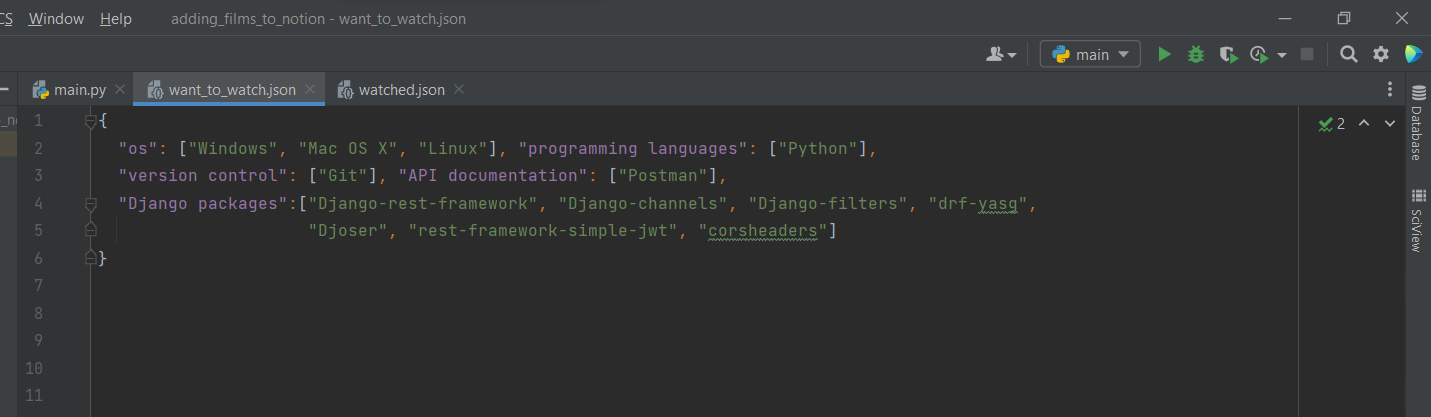 CS Window Help adding_films_to_notion - want_to_watch.json
main
main.py want_to_watch.json watched.json
1 {
2 "os": ["Windows", "Mac OS X", "Linux"], "programming languages": ["Python"],
3 "version control": ["Git"], "API documentation": ["Postman"],
4 "Django packages":["Django-rest-framework", "Django-channels", "Django-filters", "drf-yasg",
5 "Djoser", "rest-framework-simple-jwt", "corsheaders"]
6 }
7
8
9
10
11
2
Database
SciView